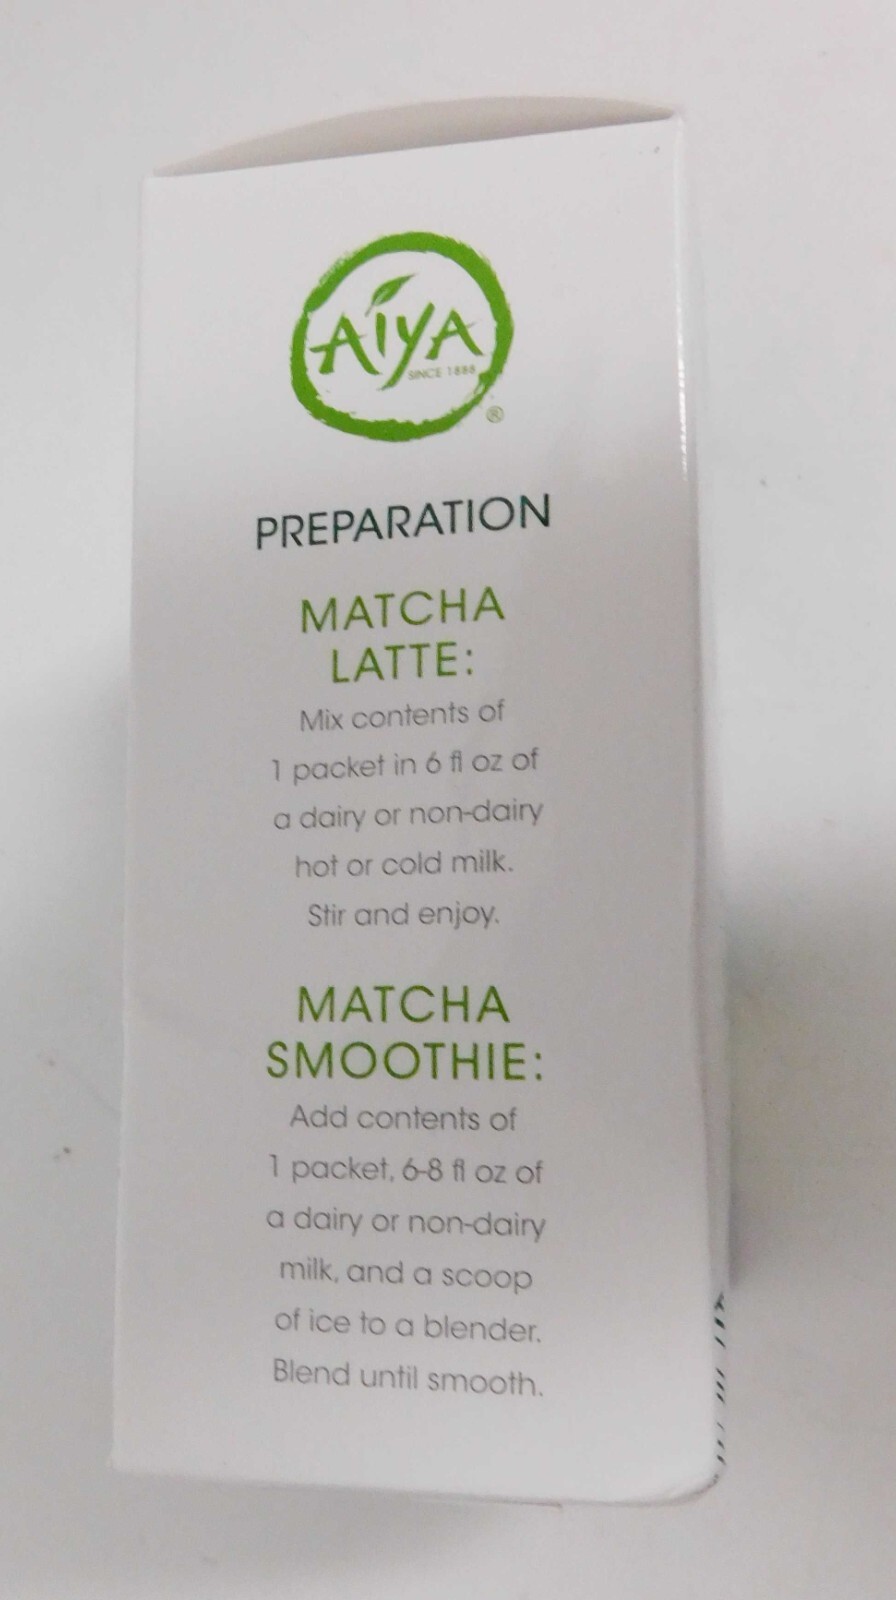 AIYA
SINCE 1888
®
PREPARATION
MATCHA
LATTE:
Mix contents of
1 packet in 6 fl oz of
a dairy or non-dairy
hot or cold milk.
Stir and enjoy.
MATCHA
SMOOTHIE:
Add contents of
1 packet, 6-8 fl oz of
a dairy or non-dairy
milk, and a scoop
of ice to a blender.
Blend until smooth.